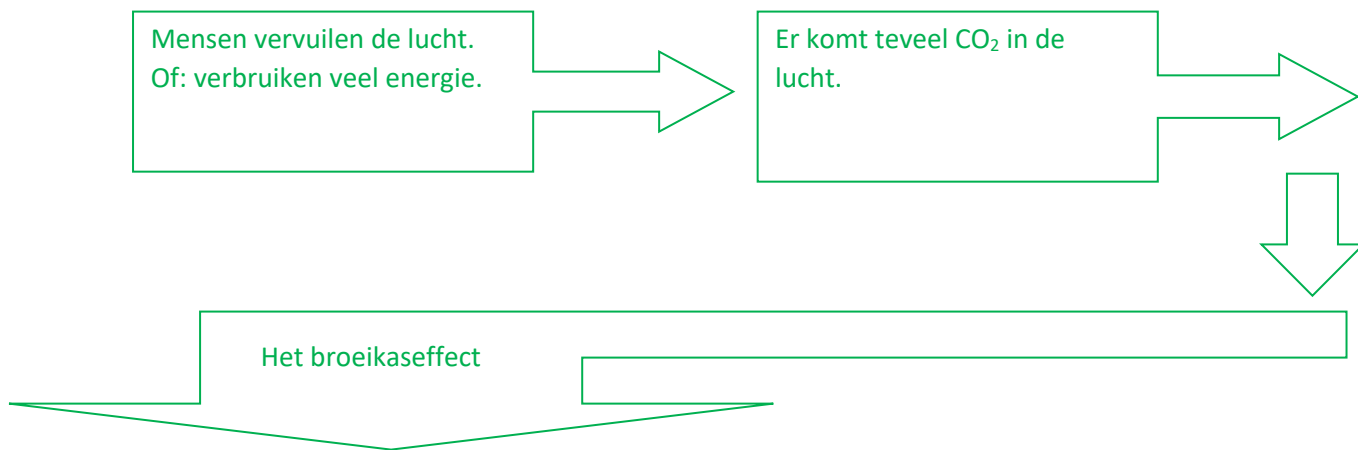 Mensen vervuilen de lucht.
Of: verbruiken veel energie.
Er komt teveel CO₂ in de
lucht.
Het broeikaseffect